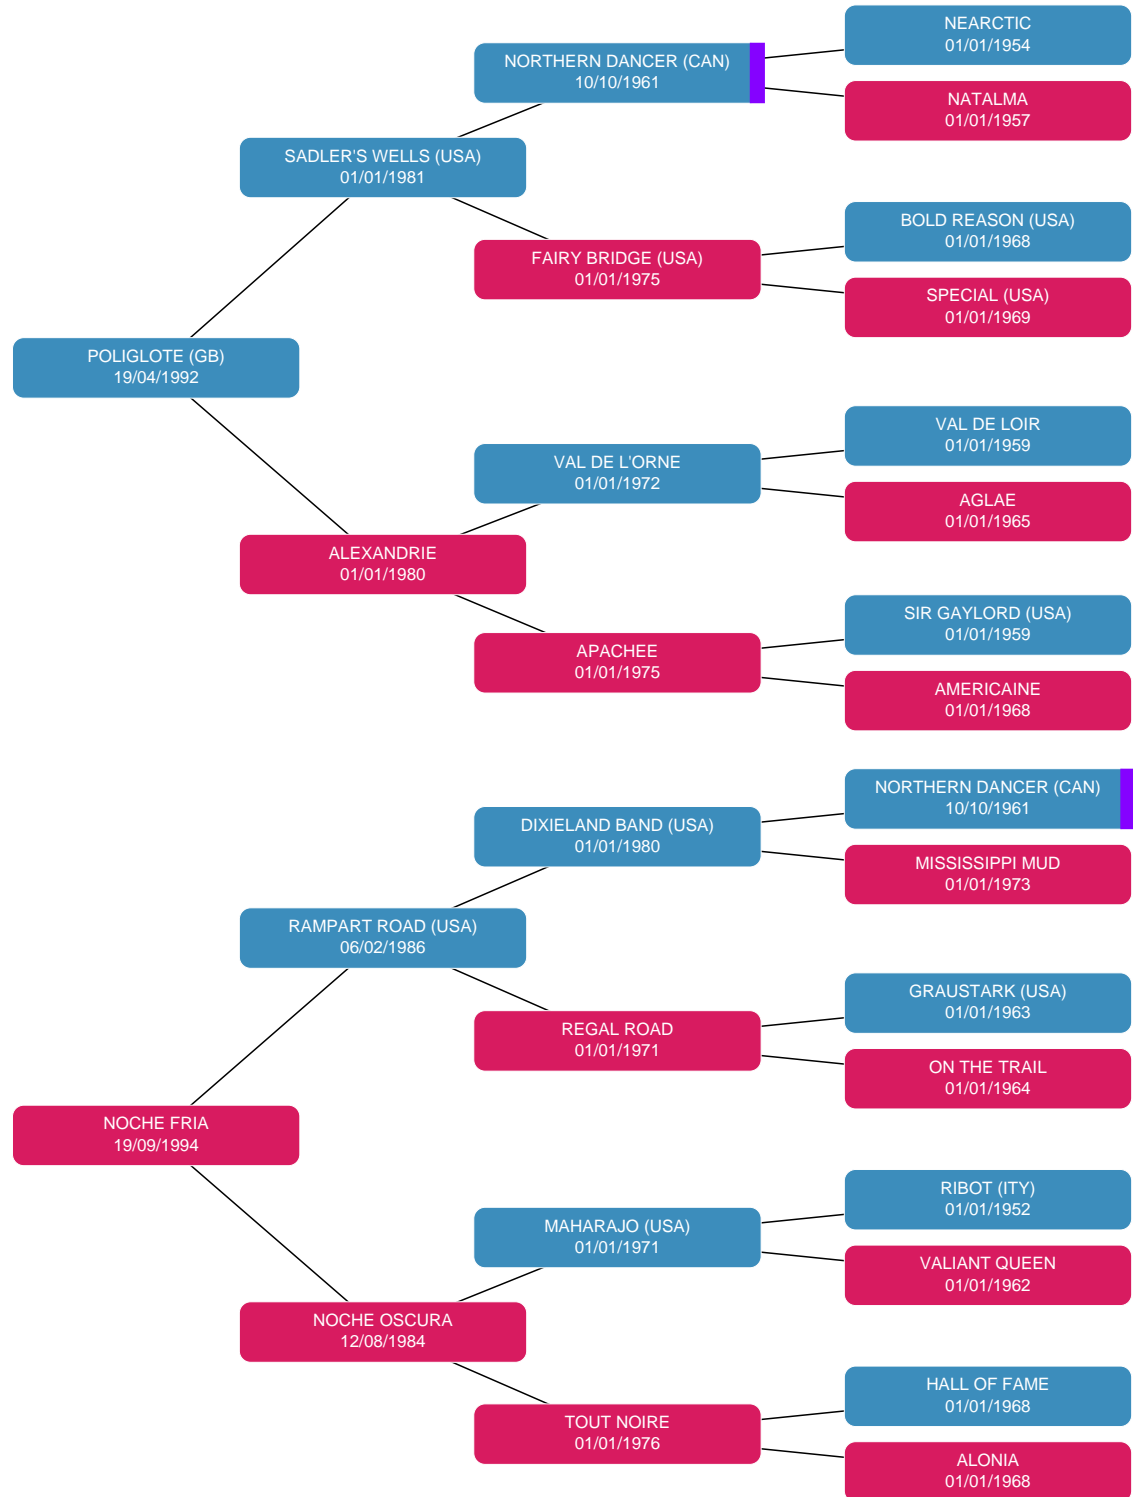 NEARCTIC
01/01/1954
NORTHERN DANCER (CAN)
10/10/1961
NATALMA
01/01/1957
SADLER'S WELLS (USA)
01/01/1981
BOLD REASON (USA)
01/01/1968
FAIRY BRIDGE (USA)
01/01/1975
SPECIAL (USA)
01/01/1969
POLIGLOTE (GB)
19/04/1992
VAL DE LOIR
01/01/1959
VAL DE L'ORNE
01/01/1972
AGLAE
01/01/1965
ALEXANDRIE
01/01/1980
SIR GAYLORD (USA)
01/01/1959
APACHEE
01/01/1975
AMERICAINE
01/01/1968
NORTHERN DANCER (CAN)
10/10/1961
DIXIELAND BAND (USA)
01/01/1980
MISSISSIPPI MUD
01/01/1973
RAMPART ROAD (USA)
06/02/1986
GRAUSTARK (USA)
01/01/1963
REGAL ROAD
01/01/1971
ON THE TRAIL
01/01/1964
NOCHE FRIA
19/09/1994
RIBOT (ITY)
01/01/1952
MAHARAJO (USA)
01/01/1971
VALIANT QUEEN
01/01/1962
NOCHE OSCURA
12/08/1984
HALL OF FAME
01/01/1968
TOUT NOIRE
01/01/1976
ALONIA
01/01/1968